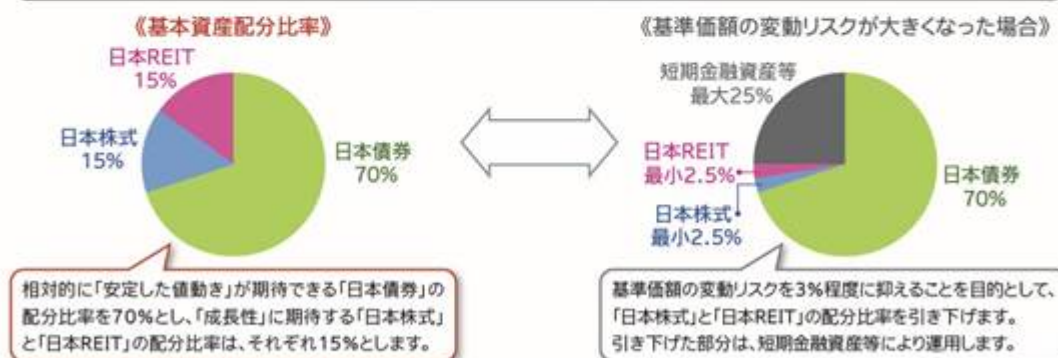 《基本資産配分比率》
日本REIT
15%
日本株式
15%
日本債券
70%
相対的に「安定した値動き」が期待できる「日本債券」の
配分比率を70%とし、「成長性」に期待する「日本株式」
と「日本REIT」の配分比率は、それぞれ15%とします。
《基準価額の変動リスクが大きくなった場合》
短期金融資産等
最大25%
日本REIT
最小2.5%
日本株式
最小2.5%
日本債券
70%
基準価額の変動リスクを3%程度に抑えることを目的として、
「日本株式」と「日本REIT」の配分比率を引き下げます。
引き下げた部分は、短期金融資産等により運用します。